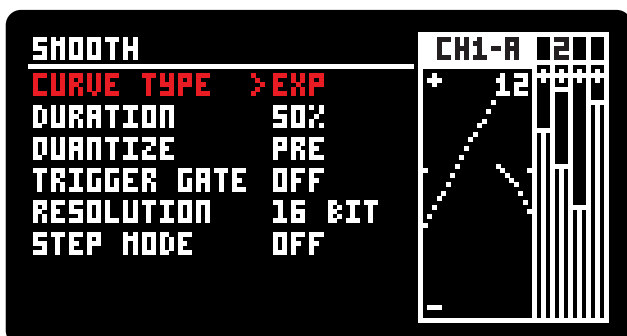 SMOOTH
CURVE TYPE >EXP
DURATION 50%
QUANTIZE PRE
TRIGGER GATE OFF
RESOLUTION 16 BIT
STEP MODE OFF
CH1-A 2
+ 12
-